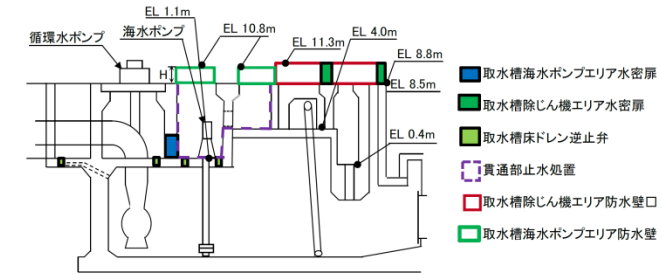 EL 1.1m
海水ポンプ
EL 10.8m
循環水ポンプ
EL 11.3m
EL 4.0m
EL 8.8m
H
EL 8.5m
EL 0.4m
取水槽海水ポンプエリア水密扉
取水槽除じん機エリア水密扉
取水槽床ドレン逆止弁
貫通部止水処置
取水槽除じん機エリア防水壁口
取水槽海水ポンプエリア防水壁